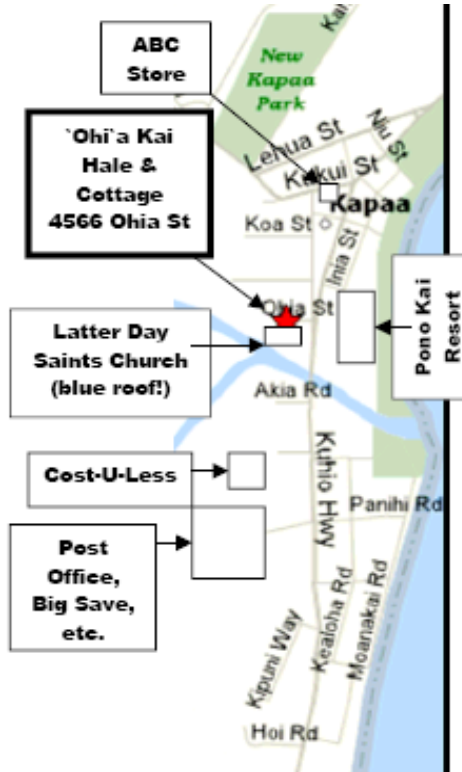 Ka
ABC
Store
New
Kapaa
Park
`Ohi`a Kai
Hale &
Cottage
4566 Ohia St
Lehua St
Niu St
Kukui St
Kapaa
Koa St
Inia St
Ohia St
Pono Kai
Resort
Latter Day
Saints Church
(blue roof!)
Akia Rd
Kuhio Hwy
Cost-U-Less
Panihi Rd
Post
Office,
Big Save,
etc.
Kipuni Way
Kealoha Rd
Moanakai Rd
Hoi Rd